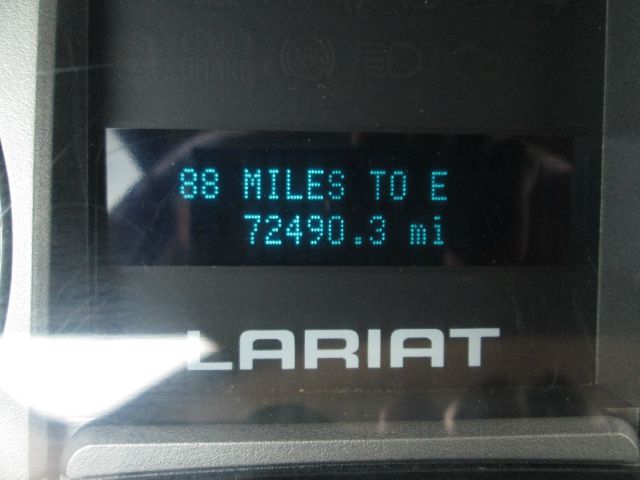 88 MILES TO E
72490.3 mi
LARIAT